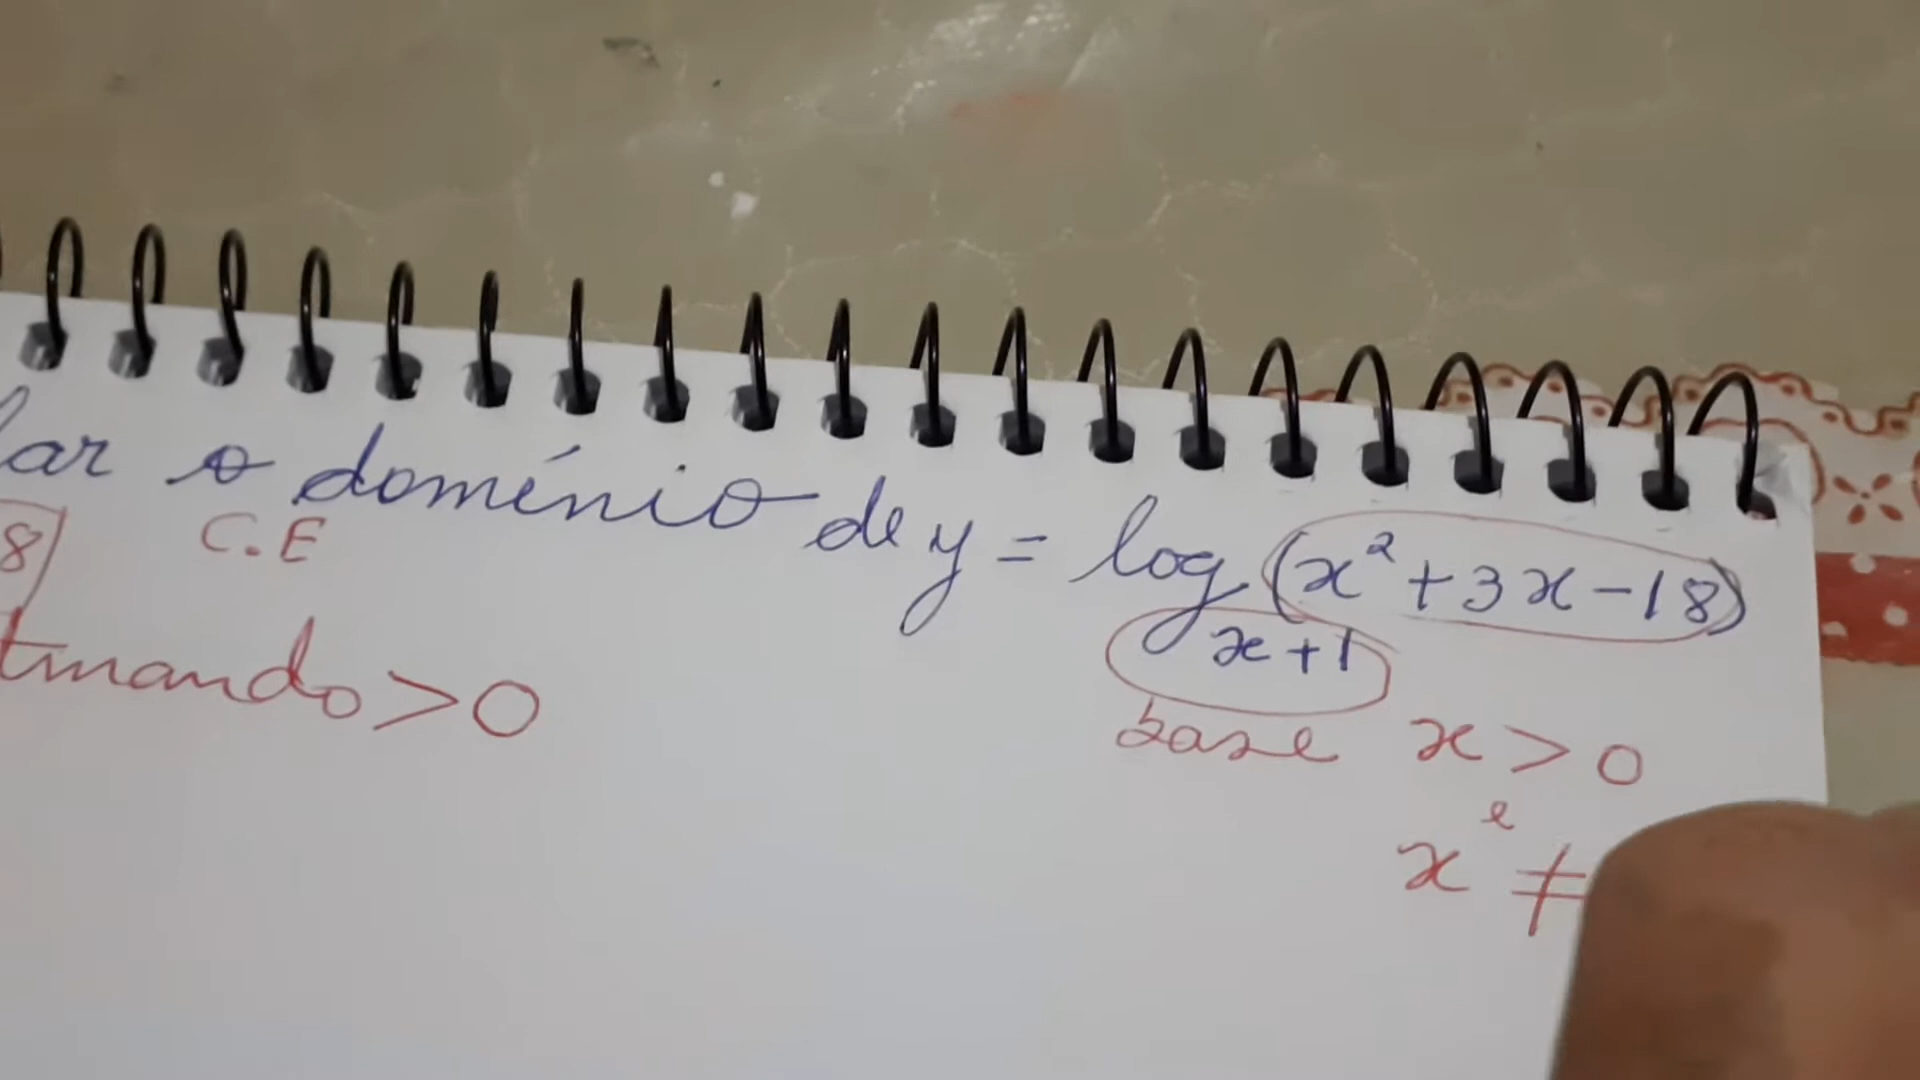 lar o domínio de y = log (x² + 3x - 18)
x + 1
8 C.E
tmando > 0
base x > 0
e
x ≠